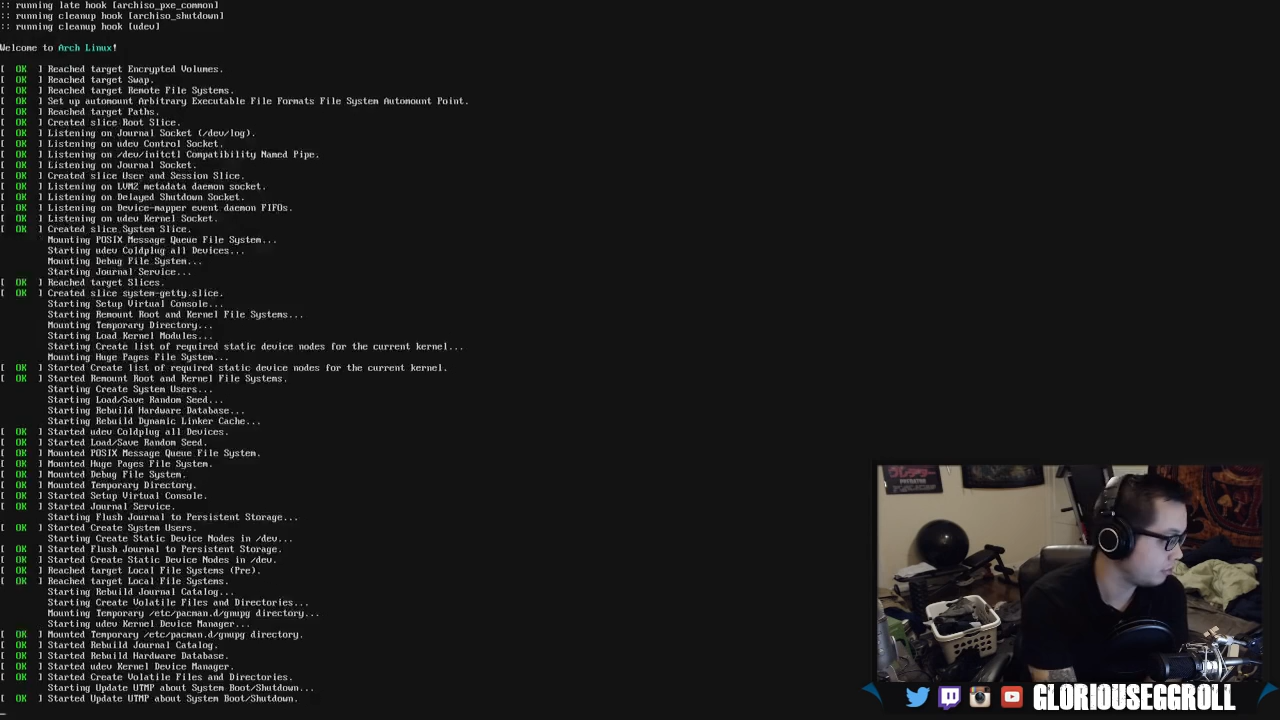 :: running late hook [archiso_pxe_common]
:: running cleanup hook [archiso_shutdown]
:: running cleanup hook [udev]
Welcome to Arch Linux!
[  OK  ] Reached target Encrypted Volumes.
[  OK  ] Reached target Swap.
[  OK  ] Reached target Remote File Systems.
[  OK  ] Set up automount Arbitrary Executable File Formats File System Automount Point.
[  OK  ] Reached target Paths.
[  OK  ] Created slice Root Slice.
[  OK  ] Listening on Journal Socket (/dev/log).
[  OK  ] Listening on udev Control Socket.
[  OK  ] Listening on /dev/initctl Compatibility Named Pipe.
[  OK  ] Listening on Journal Socket.
[  OK  ] Created slice User and Session Slice.
[  OK  ] Listening on LVM2 metadata daemon socket.
[  OK  ] Listening on Delayed Shutdown Socket.
[  OK  ] Listening on Device-mapper event daemon FIFOs.
[  OK  ] Listening on udev Kernel Socket.
[  OK  ] Created slice System Slice.
Mounting POSIX Message Queue File System...
Starting udev Coldplug all Devices...
Mounting Debug File System...
Starting Journal Service...
[  OK  ] Reached target Slices.
[  OK  ] Created slice system-getty.slice.
Starting Setup Virtual Console...
Starting Remount Root and Kernel File Systems...
Mounting Temporary Directory...
Starting Load Kernel Modules...
Starting Create list of required static device nodes for the current kernel...
Mounting Huge Pages File System...
[  OK  ] Started Create list of required static device nodes for the current kernel.
[  OK  ] Started Remount Root and Kernel File Systems.
Starting Create System Users...
Starting Load/Save Random Seed...
Starting Rebuild Hardware Database...
Starting Rebuild Dynamic Linker Cache...
[  OK  ] Started udev Coldplug all Devices.
[  OK  ] Started Load/Save Random Seed.
[  OK  ] Mounted POSIX Message Queue File System.
[  OK  ] Mounted Huge Pages File System.
[  OK  ] Mounted Debug File System.
[  OK  ] Mounted Temporary Directory.
[  OK  ] Started Setup Virtual Console.
[  OK  ] Started Journal Service.
Starting Flush Journal to Persistent Storage...
[  OK  ] Started Create System Users.
Starting Create Static Device Nodes in /dev...
[  OK  ] Started Flush Journal to Persistent Storage.
[  OK  ] Started Create Static Device Nodes in /dev.
[  OK  ] Reached target Local File Systems (Pre).
[  OK  ] Reached target Local File Systems.
Starting Rebuild Journal Catalog...
Starting Create Volatile Files and Directories...
Mounting Temporary /etc/pacman.d/gnupg directory...
Starting udev Kernel Device Manager...
[  OK  ] Mounted Temporary /etc/pacman.d/gnupg directory.
[  OK  ] Started Rebuild Journal Catalog.
[  OK  ] Started Rebuild Hardware Database.
[  OK  ] Started udev Kernel Device Manager.
[  OK  ] Started Create Volatile Files and Directories.
Starting Update UTMP about System Boot/Shutdown...
[  OK  ] Started Update UTMP about System Boot/Shutdown.
GLORIOUSEGGROLL